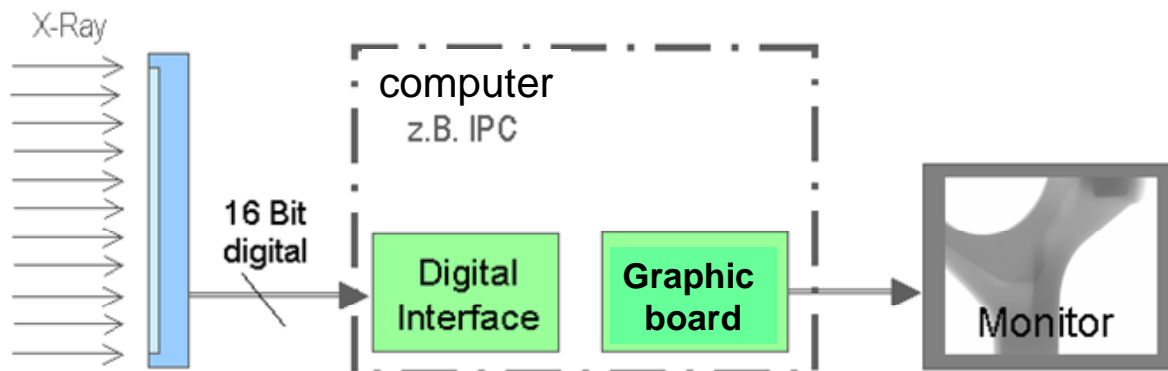 X-Ray
computer
z.B. IPC
16 Bit
digital
Digital
Interface
Graphic
board
Monitor